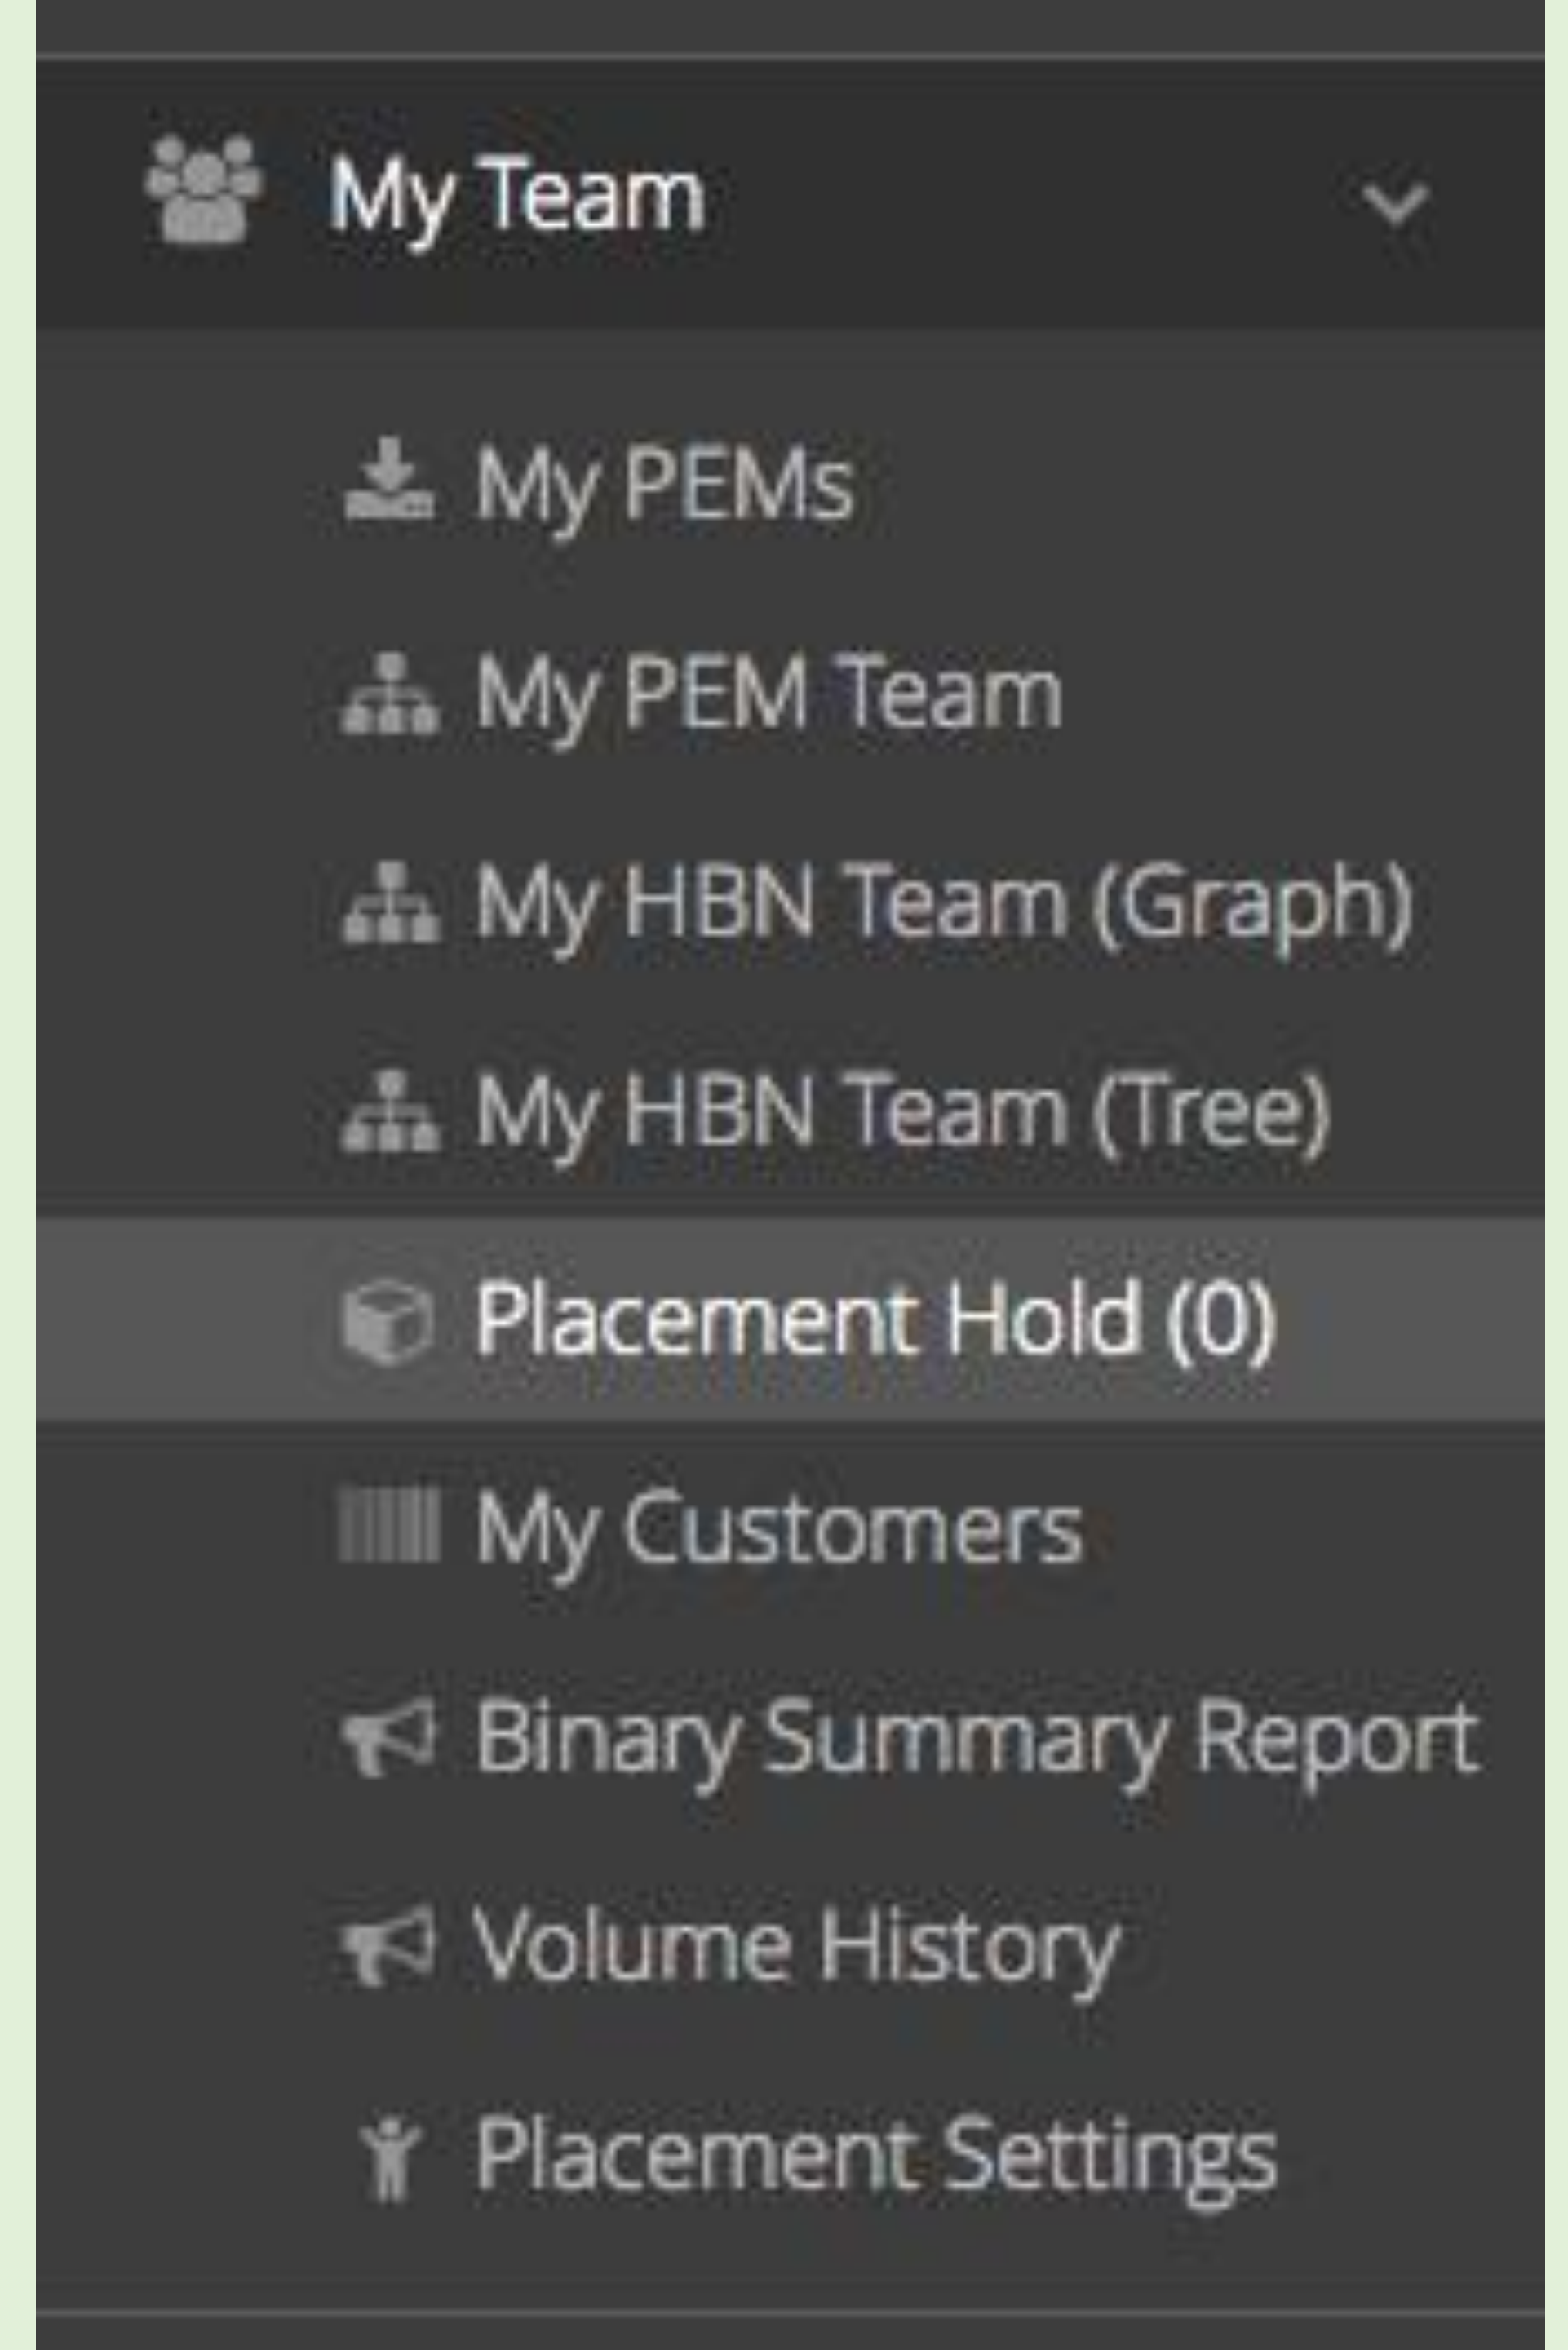 My Team
My PEMs
My PEM Team
My HBN Team (Graph)
My HBN Team (Tree)
Placement Hold (0)
My Customers
Binary Summary Report
Volume History
Placement Settings